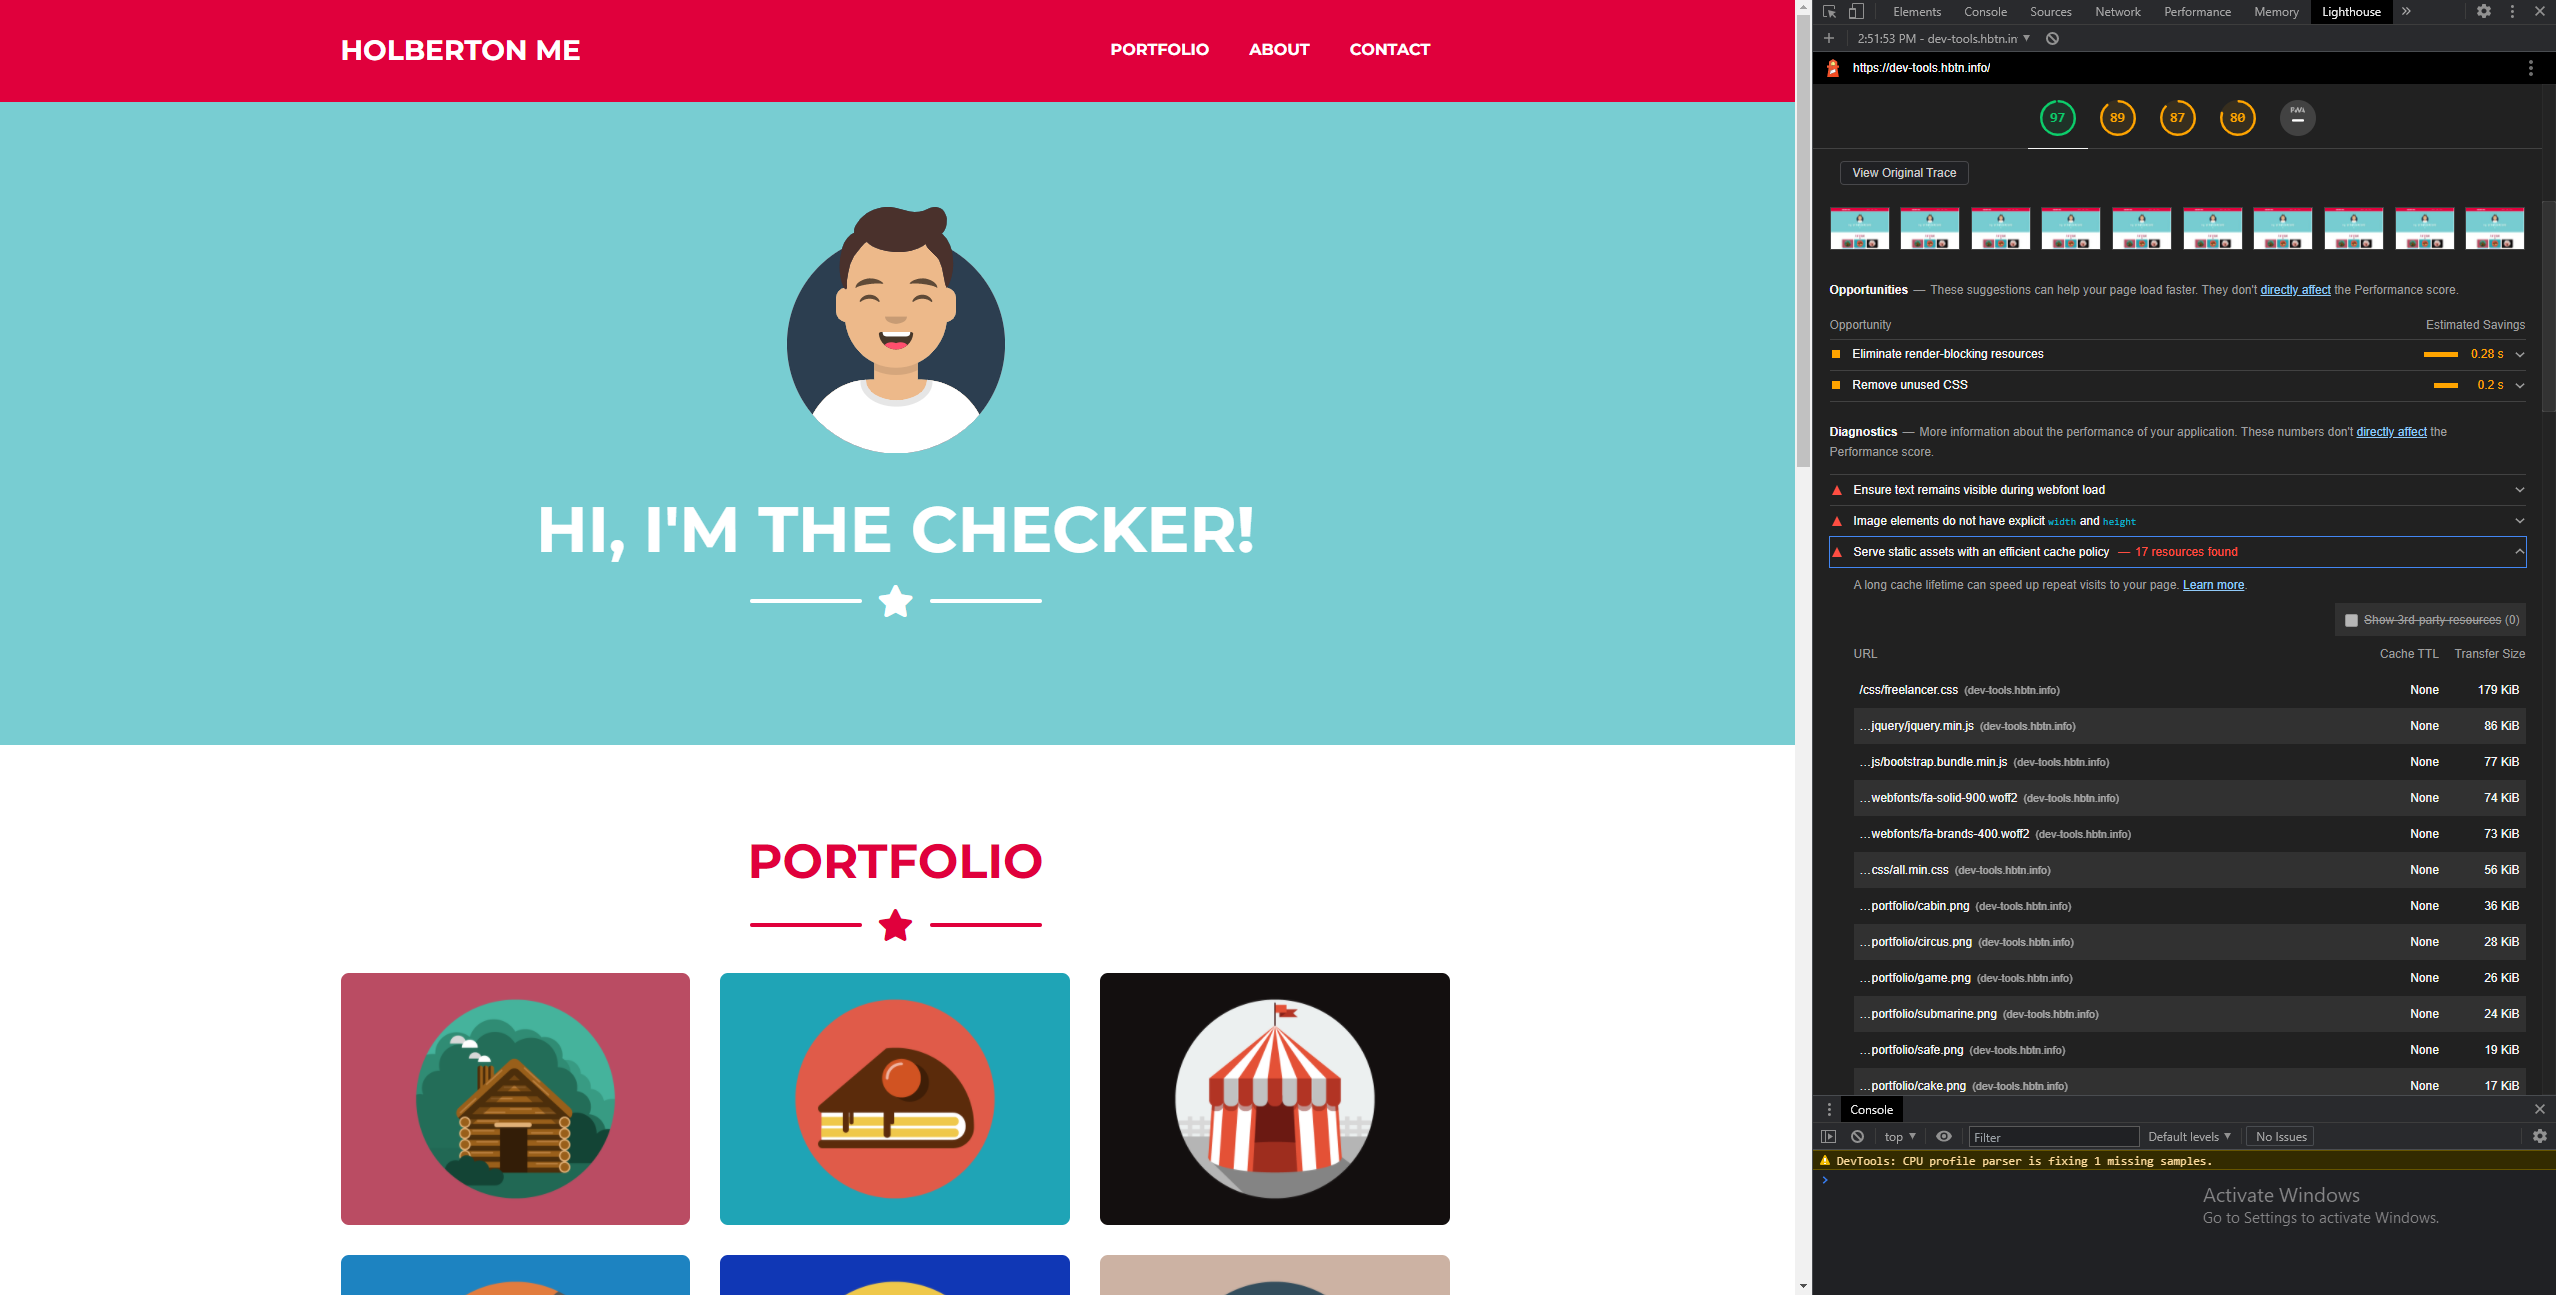 HOLBERTON ME
PORTFOLIO ABOUT CONTACT
HI, I'M THE CHECKER!
PORTFOLIO
Elements Console Sources Network Performance Memory Lighthouse »
+ 2:51:53 PM - dev-tools.hbtn.in
https://dev-tools.hbtn.info/
97 89 87 80 PWA
View Original Trace
Opportunities — These suggestions can help your page load faster. They don't directly affect the Performance score.
Opportunity Estimated Savings
Eliminate render-blocking resources 0.28 s
Remove unused CSS 0.2 s
Diagnostics — More information about the performance of your application. These numbers don't directly affect the
Performance score.
Ensure text remains visible during webfont load
Image elements do not have explicit width and height
Serve static assets with an efficient cache policy — 17 resources found
A long cache lifetime can speed up repeat visits to your page. Learn more.
Show 3rd-party resources (0)
URL Cache TTL Transfer Size
/css/freelancer.css (dev-tools.hbtn.info) None 179 KiB
…jquery/jquery.min.js (dev-tools.hbtn.info) None 86 KiB
…js/bootstrap.bundle.min.js (dev-tools.hbtn.info) None 77 KiB
…webfonts/fa-solid-900.woff2 (dev-tools.hbtn.info) None 74 KiB
…webfonts/fa-brands-400.woff2 (dev-tools.hbtn.info) None 73 KiB
…css/all.min.css (dev-tools.hbtn.info) None 56 KiB
…portfolio/cabin.png (dev-tools.hbtn.info) None 36 KiB
…portfolio/circus.png (dev-tools.hbtn.info) None 28 KiB
…portfolio/game.png (dev-tools.hbtn.info) None 26 KiB
…portfolio/submarine.png (dev-tools.hbtn.info) None 24 KiB
…portfolio/safe.png (dev-tools.hbtn.info) None 19 KiB
…portfolio/cake.png (dev-tools.hbtn.info) None 17 KiB
Console
top Filter Default levels No Issues
DevTools: CPU profile parser is fixing 1 missing samples.
Activate Windows
Go to Settings to activate Windows.